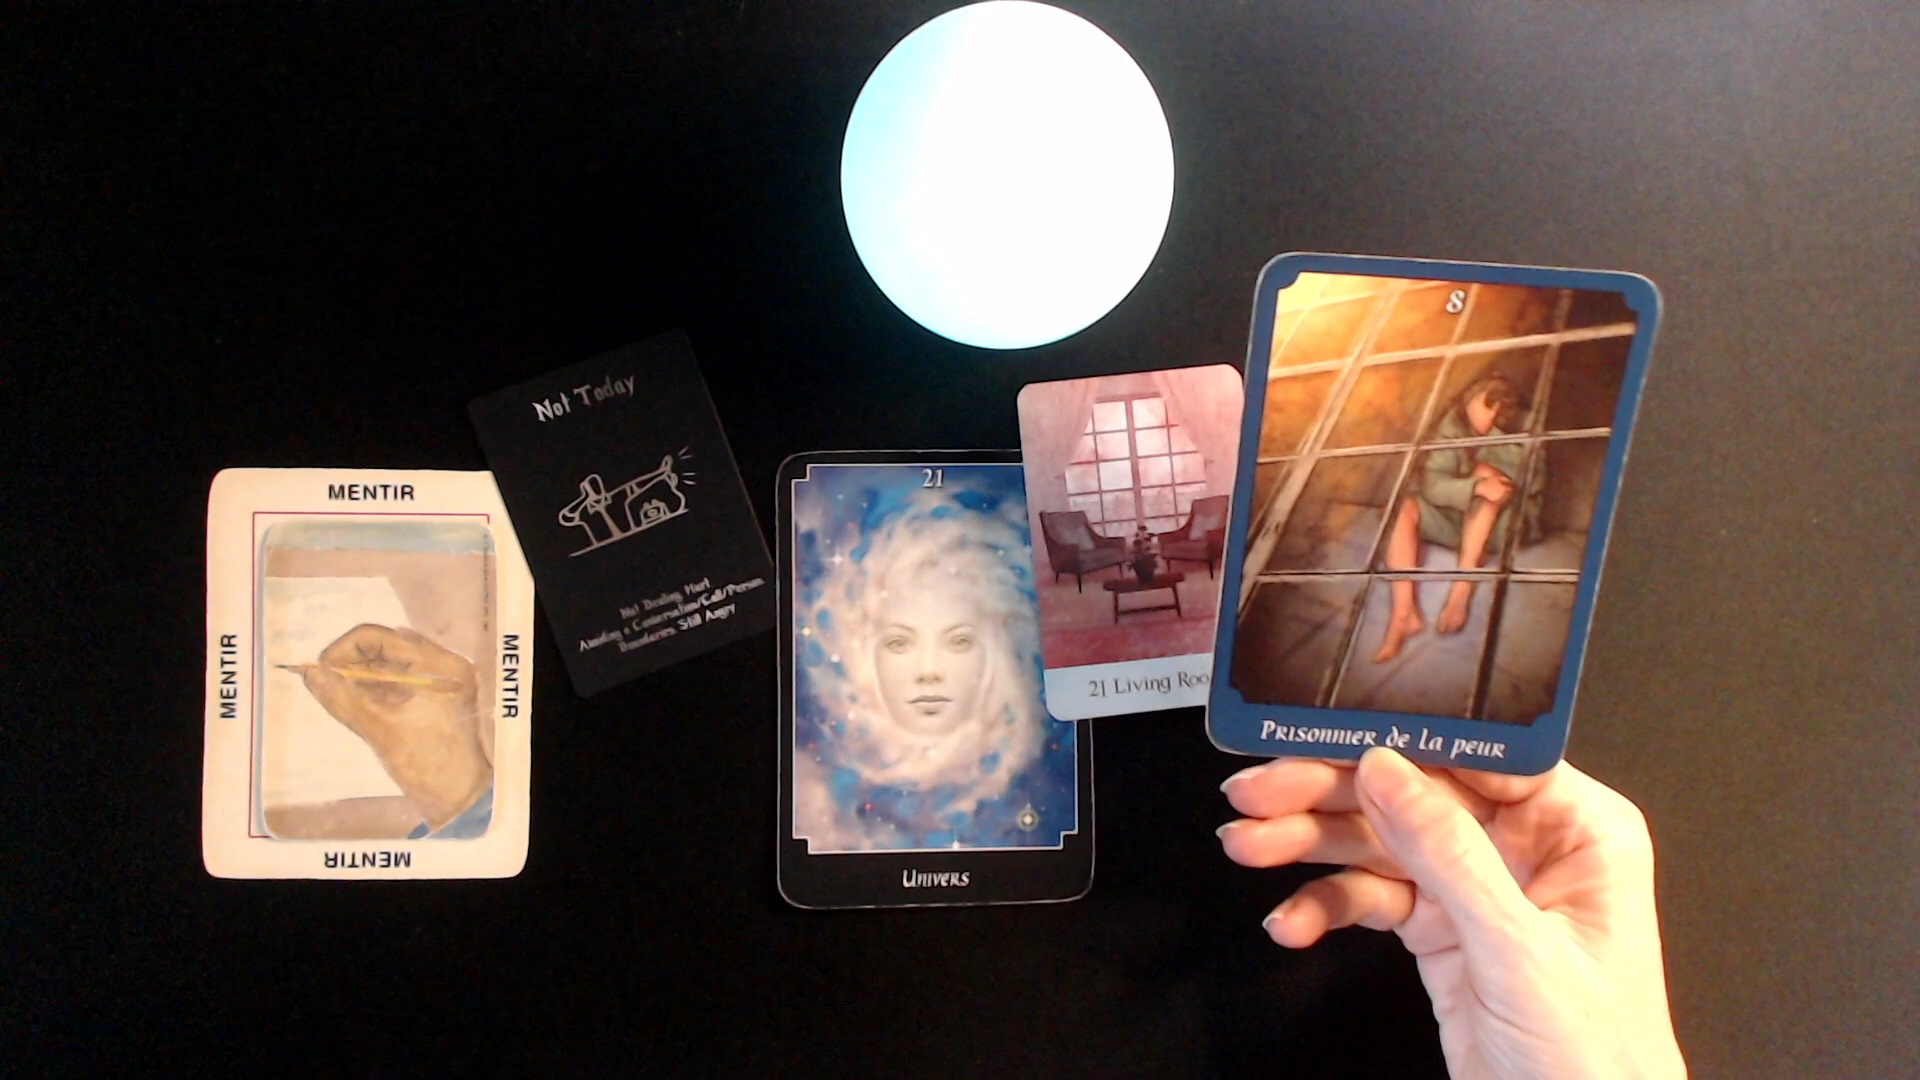 MENTIR
MENTIR
MENTIR
MENTIR
Not Today
Not Dealing Hurt
Avoiding a Conversation/Call/Person
Boundaries Still Angry
21
Univers
21 Living Roo
8
Prisonnier de la peur